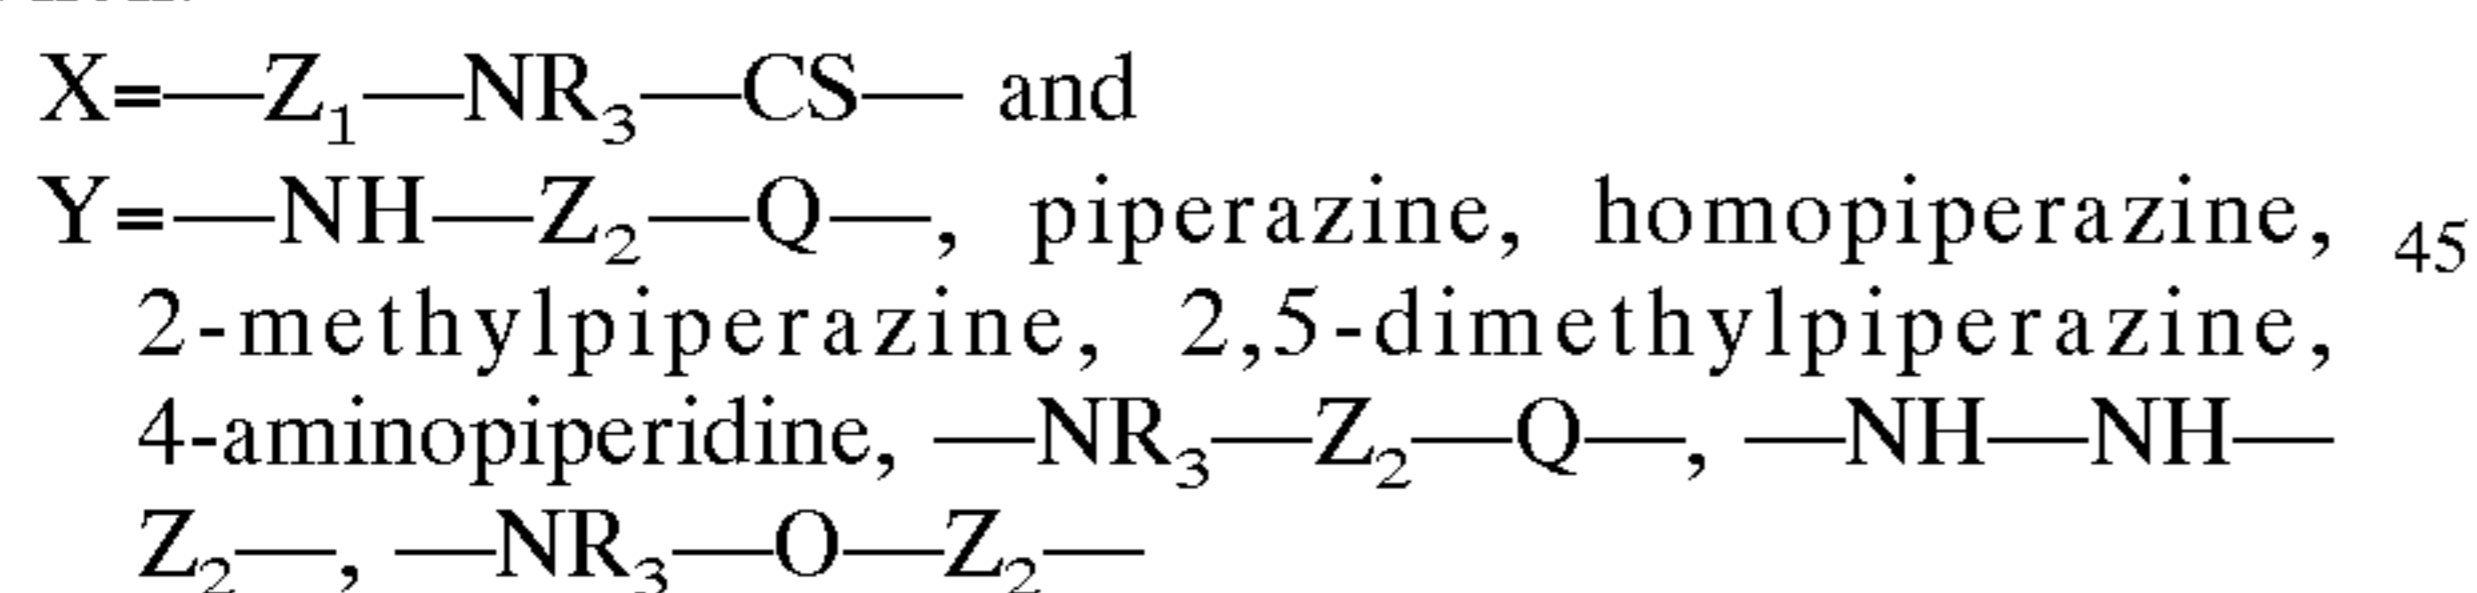 X=—Z₁—NR₃—CS— and
Y=—NH—Z₂—Q—, piperazine, homopiperazine, 45
2-methylpiperazine, 2,5-dimethylpiperazine,
4-aminopiperidine, —NR₃—Z₂—Q—, —NH—NH—
Z₂—, —NR₃—O—Z₂—